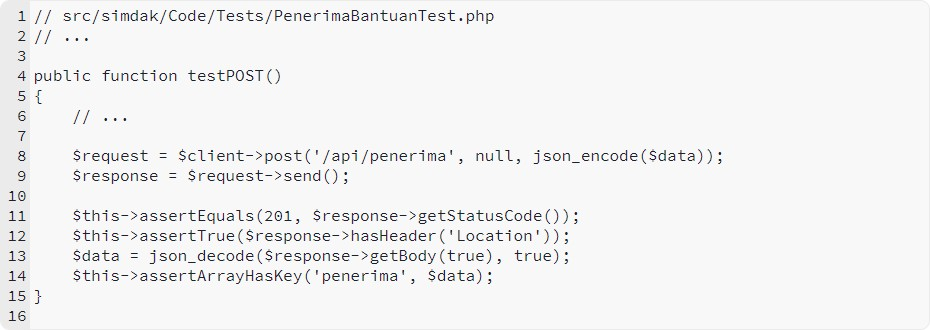 1 // src/simdak/Code/Tests/PenerimaBantuanTest.php
2 // ...
3
4 public function testPOST()
5 {
6     // ...
7
8     $request = $client->post('/api/penerima', null, json_encode($data));
9     $response = $request->send();
10
11     $this->assertEquals(201, $response->getStatusCode());
12     $this->assertTrue($response->hasHeader('Location'));
13     $data = json_decode($response->getBody(true), true);
14     $this->assertArrayHasKey('penerima', $data);
15 }
16